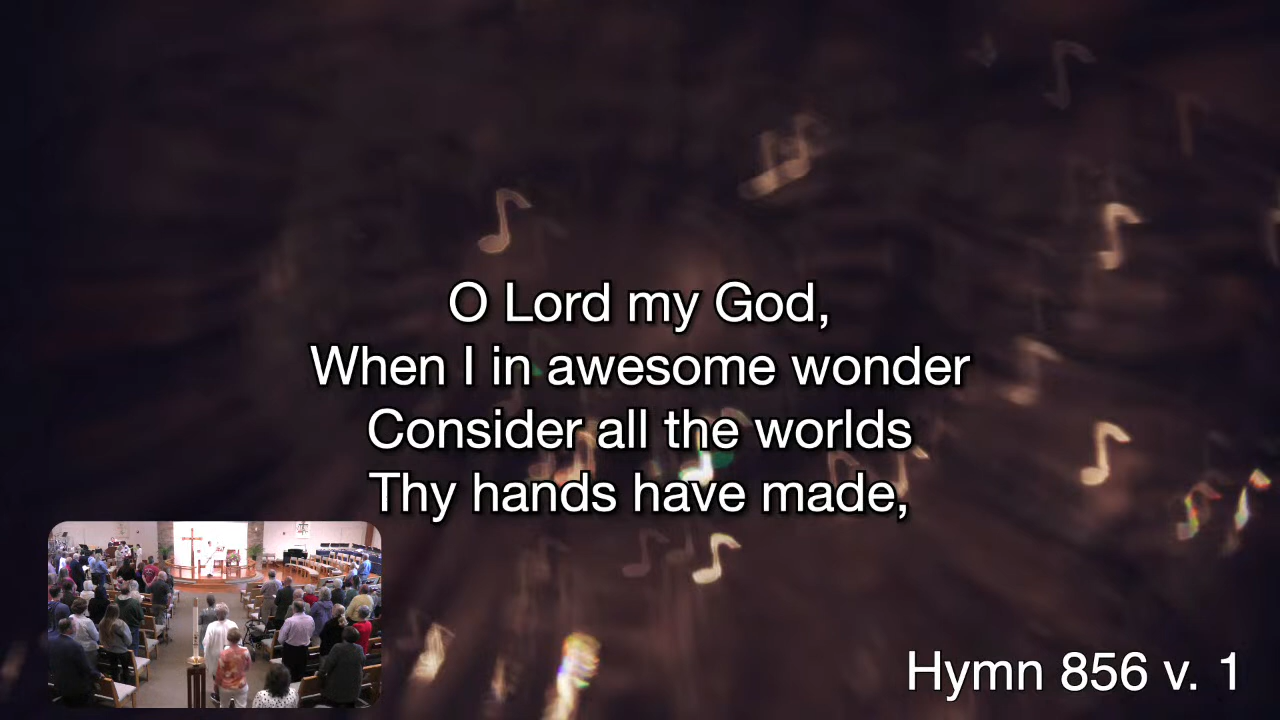 O Lord my God,
When I in awesome wonder
Consider all the worlds
Thy hands have made,
Hymn 856 v. 1